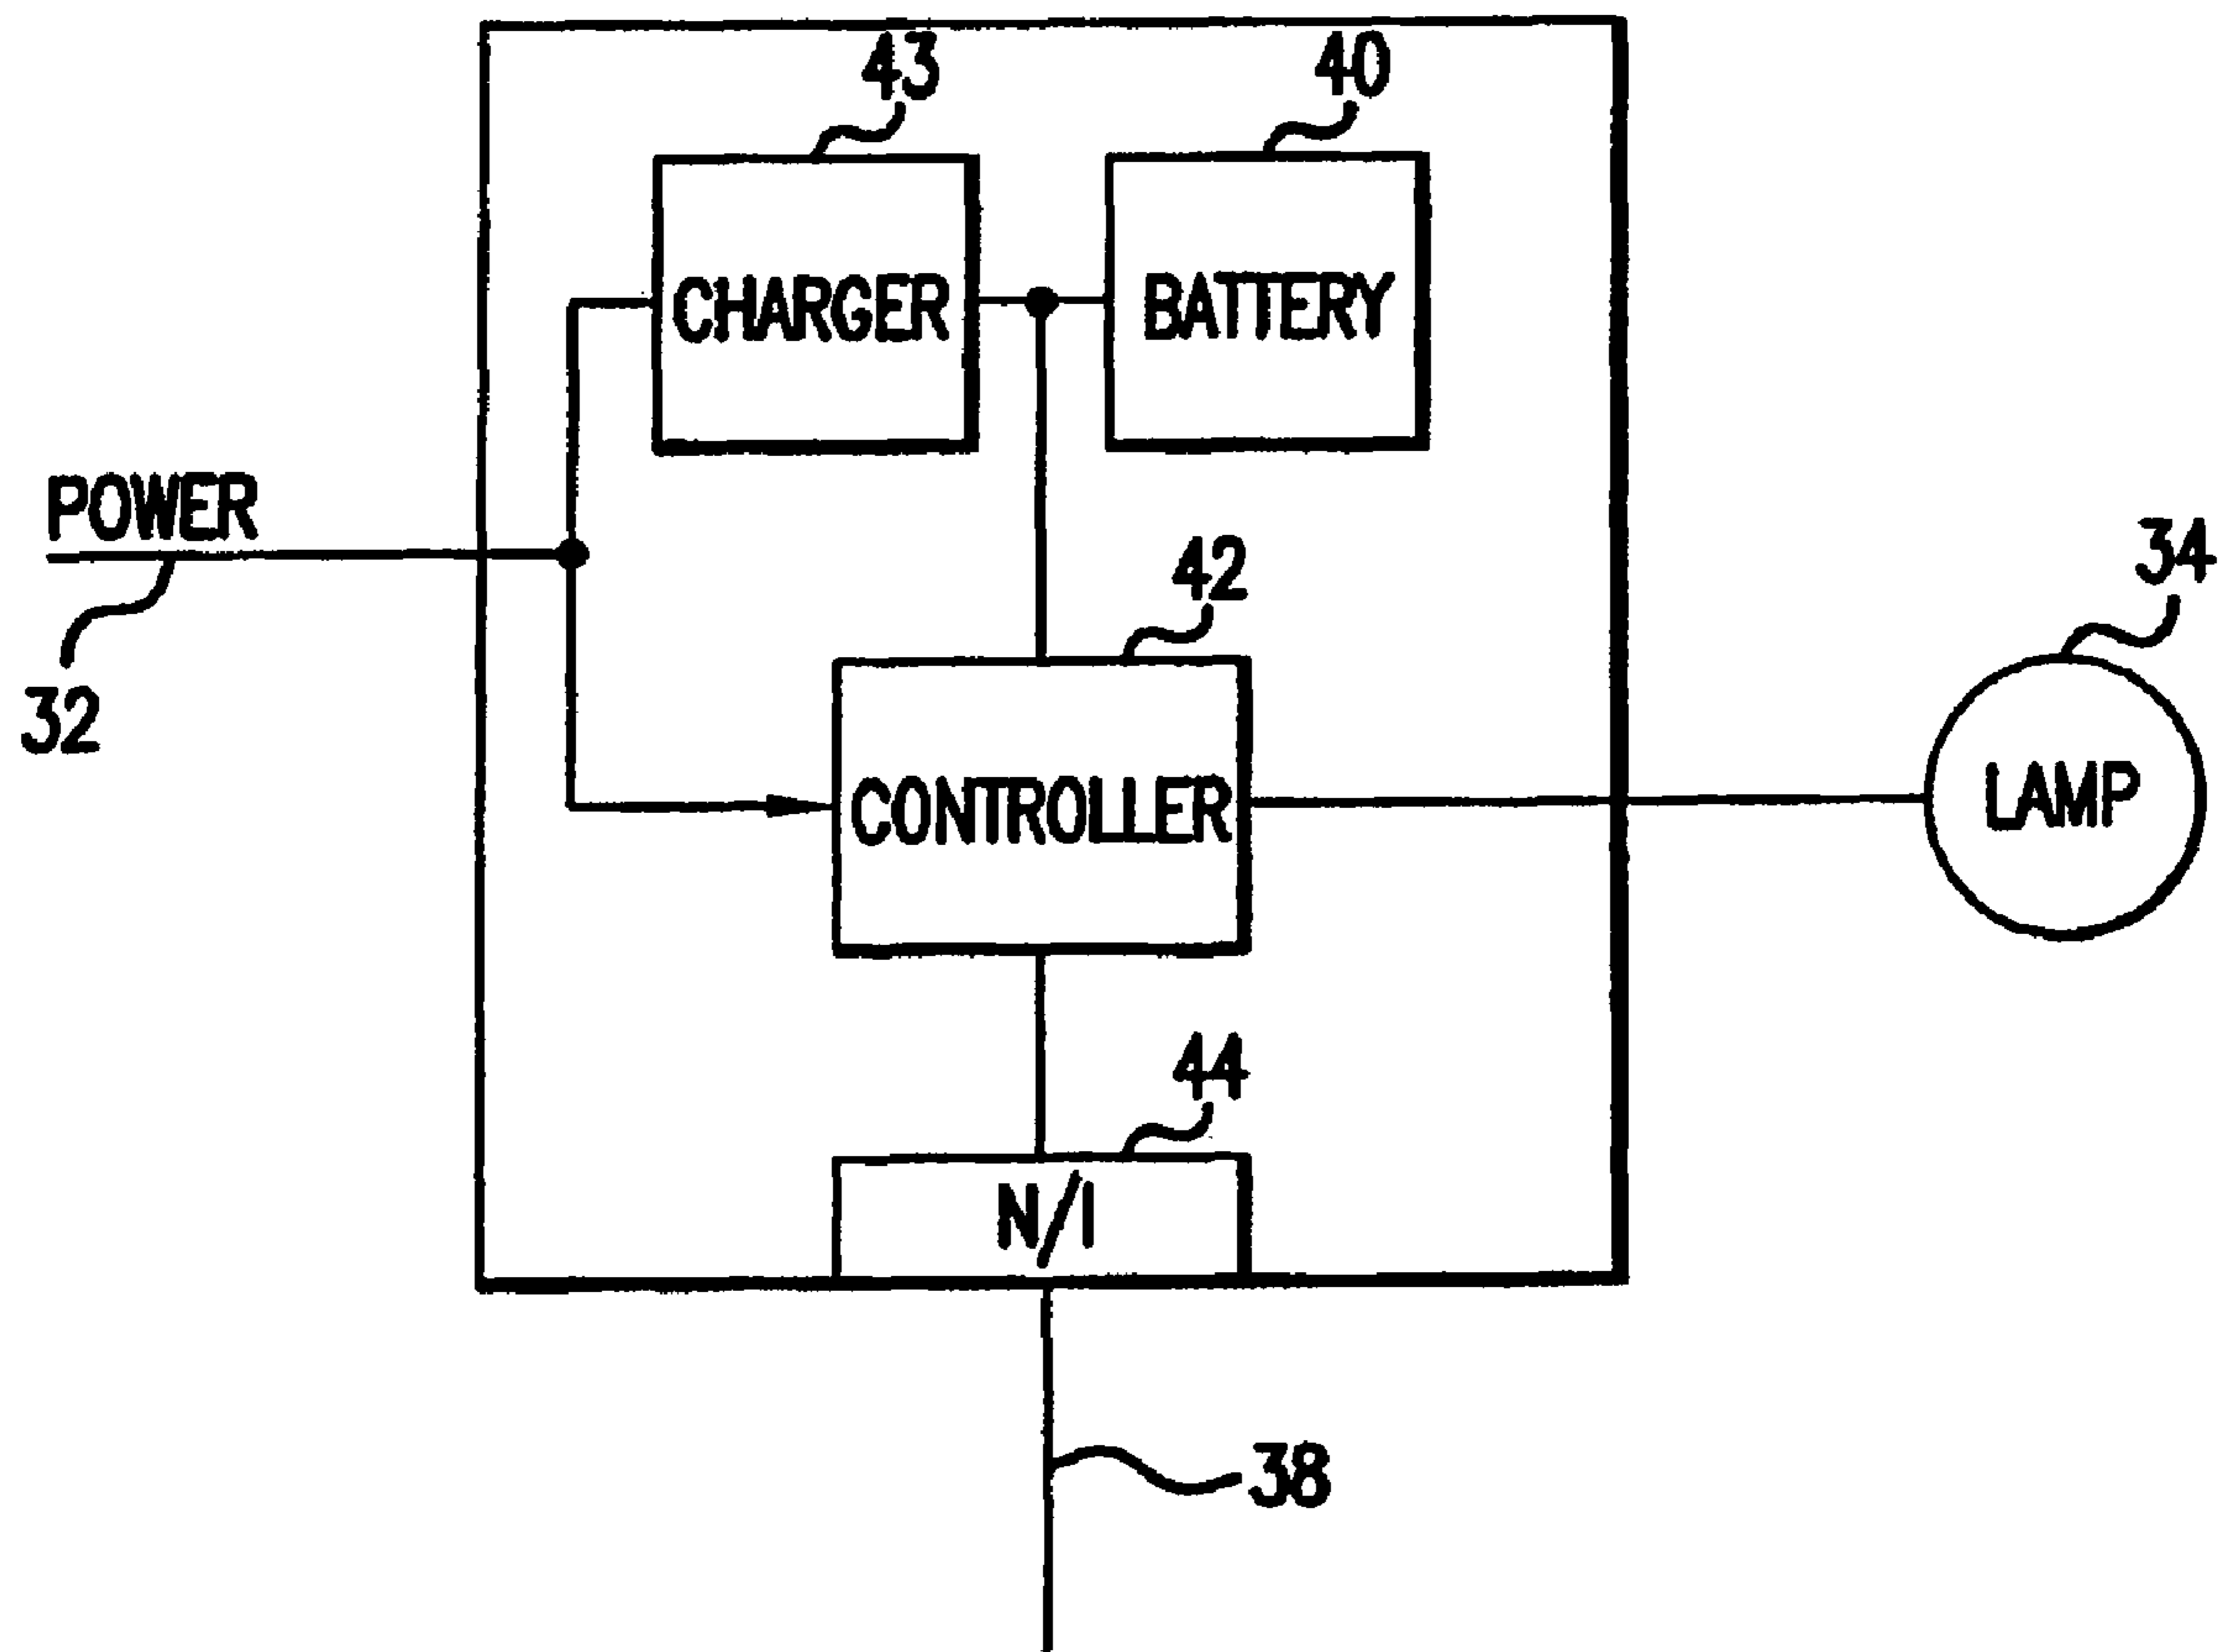 43
40
CHARGER
BATTERY
POWER
32
42
34
CONTROLLER
LAMP
44
N/I
38